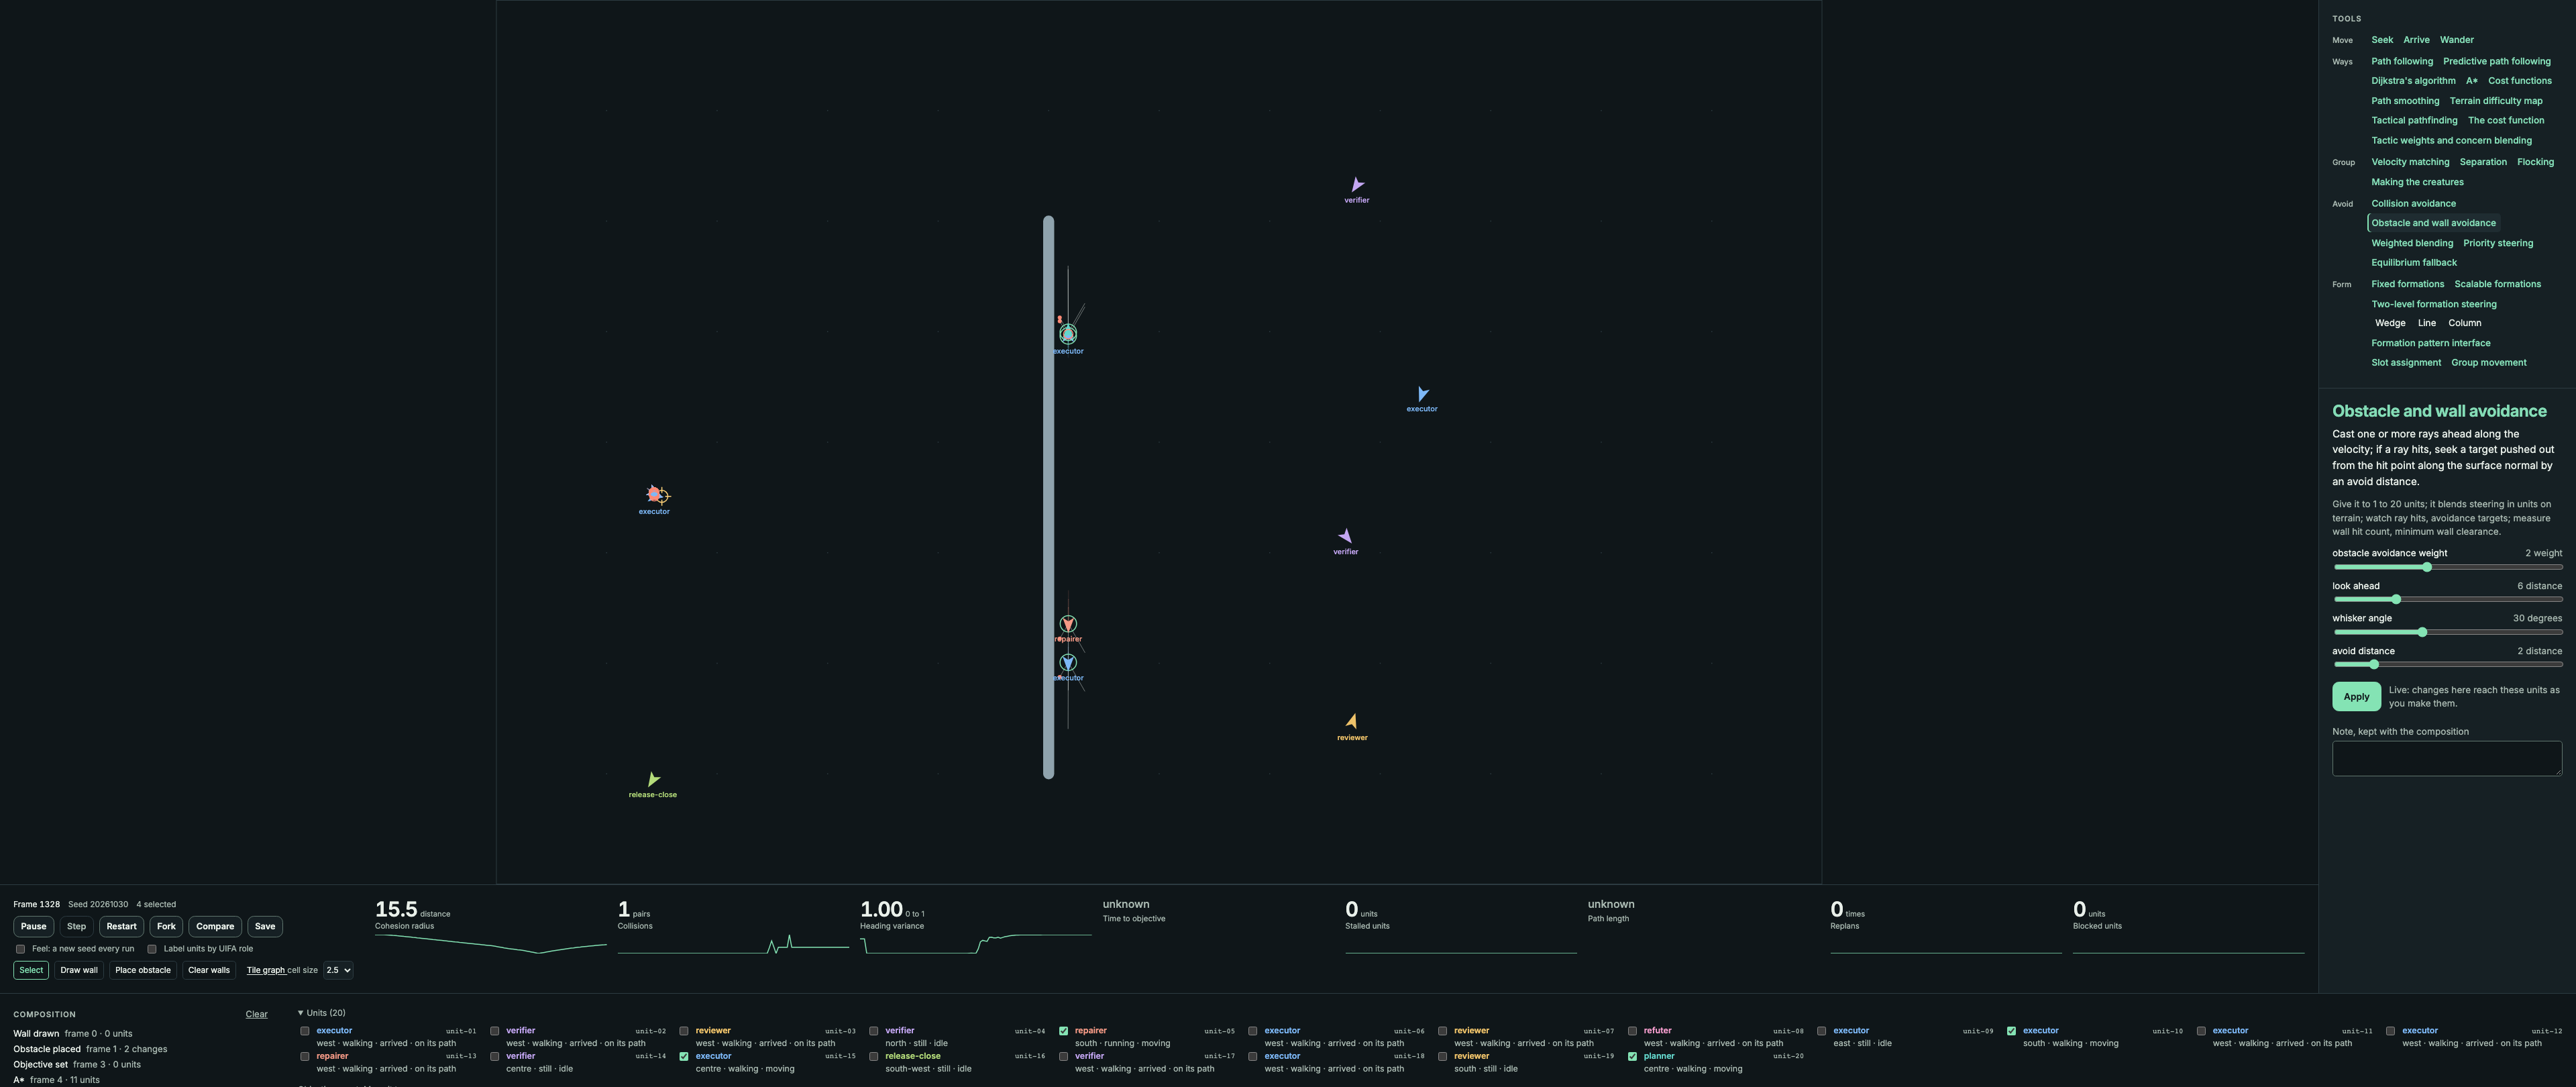 verifier
executor
executor
executor
verifier
repairer
executor
reviewer
release-close
TOOLS
Move Seek Arrive Wander
Ways Path following Predictive path following
Dijkstra's algorithm A* Cost functions
Path smoothing Terrain difficulty map
Tactical pathfinding The cost function
Tactic weights and concern blending
Group Velocity matching Separation Flocking
Making the creatures
Avoid Collision avoidance
Obstacle and wall avoidance
Weighted blending Priority steering
Equilibrium fallback
Form Fixed formations Scalable formations
Two-level formation steering
Wedge Line Column
Formation pattern interface
Slot assignment Group movement
Obstacle and wall avoidance
Cast one or more rays ahead along the
velocity; if a ray hits, seek a target pushed out
from the hit point along the surface normal by
an avoid distance.
Give it to 1 to 20 units; it blends steering in units on
terrain; watch ray hits, avoidance targets; measure
wall hit count, minimum wall clearance.
obstacle avoidance weight 2 weight
look ahead 6 distance
whisker angle 30 degrees
avoid distance 2 distance
Apply Live: changes here reach these units as
you make them.
Note, kept with the composition
Frame 1328 Seed 20261030 4 selected
Pause Step Restart Fork Compare Save
Feel: a new seed every run Label units by UIFA role
Select Draw wall Place obstacle Clear walls Tile graph cell size 2.5
15.5 distance
Cohesion radius
1 pairs
Collisions
1.00 0 to 1
Heading variance
unknown
Time to objective
0 units
Stalled units
unknown
Path length
0 times
Replans
0 units
Blocked units
COMPOSITION Clear
Wall drawn frame 0 · 0 units
Obstacle placed frame 1 · 2 changes
Objective set frame 3 · 0 units
A* frame 4 · 11 units
▼ Units (20)
executor unit-01
west · walking · arrived · on its path
verifier unit-02
west · walking · arrived · on its path
reviewer unit-03
west · walking · arrived · on its path
verifier unit-04
north · still · idle
repairer unit-05
south · running · moving
executor unit-06
west · walking · arrived · on its path
reviewer unit-07
west · walking · arrived · on its path
refuter unit-08
west · walking · arrived · on its path
executor unit-09
east · still · idle
executor unit-10
south · walking · moving
executor unit-11
west · walking · arrived · on its path
executor unit-12
west · walking · arrived · on its path
repairer unit-13
west · walking · arrived · on its path
verifier unit-14
centre · still · idle
executor unit-15
centre · walking · moving
release-close unit-16
south-west · still · idle
verifier unit-17
west · walking · arrived · on its path
executor unit-18
west · walking · arrived · on its path
reviewer unit-19
south · still · idle
planner unit-20
centre · walking · moving